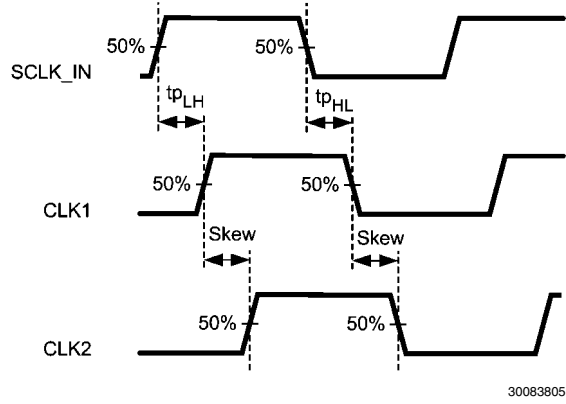 50% 50%
SCLK_IN
tpLH tpHL
50% 50%
CLK1
Skew Skew
50% 50%
CLK2
30083805